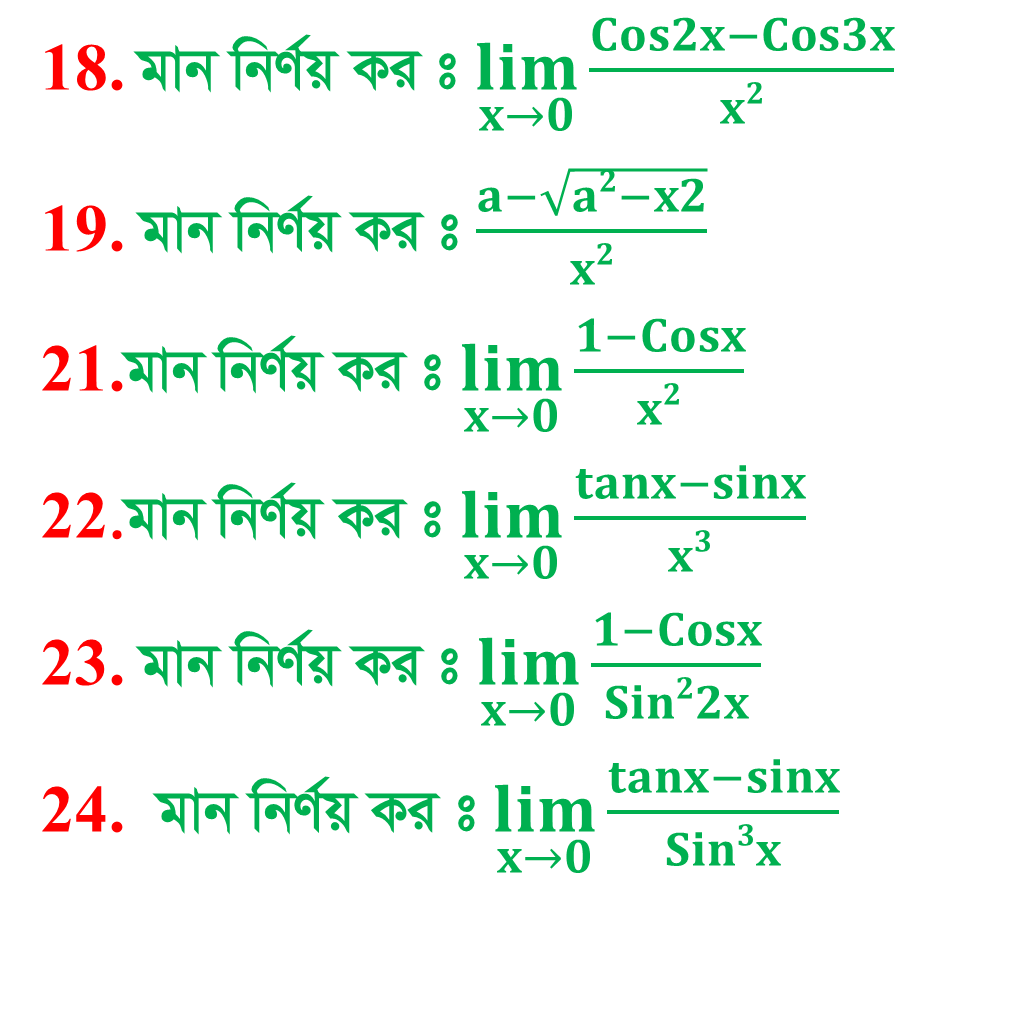 18. মান নির্ণয় কর ঃ lim x→0 Cos2x−Cos3x / x²
19. মান নির্ণয় কর ঃ a−√(a²−x2) / x²
21.মান নির্ণয় কর ঃ lim x→0 1−Cosx / x²
22.মান নির্ণয় কর ঃ lim x→0 tanx−sinx / x³
23. মান নির্ণয় কর ঃ lim x→0 1−Cosx / Sin²2x
24. মান নির্ণয় কর ঃ lim x→0 tanx−sinx / Sin³x